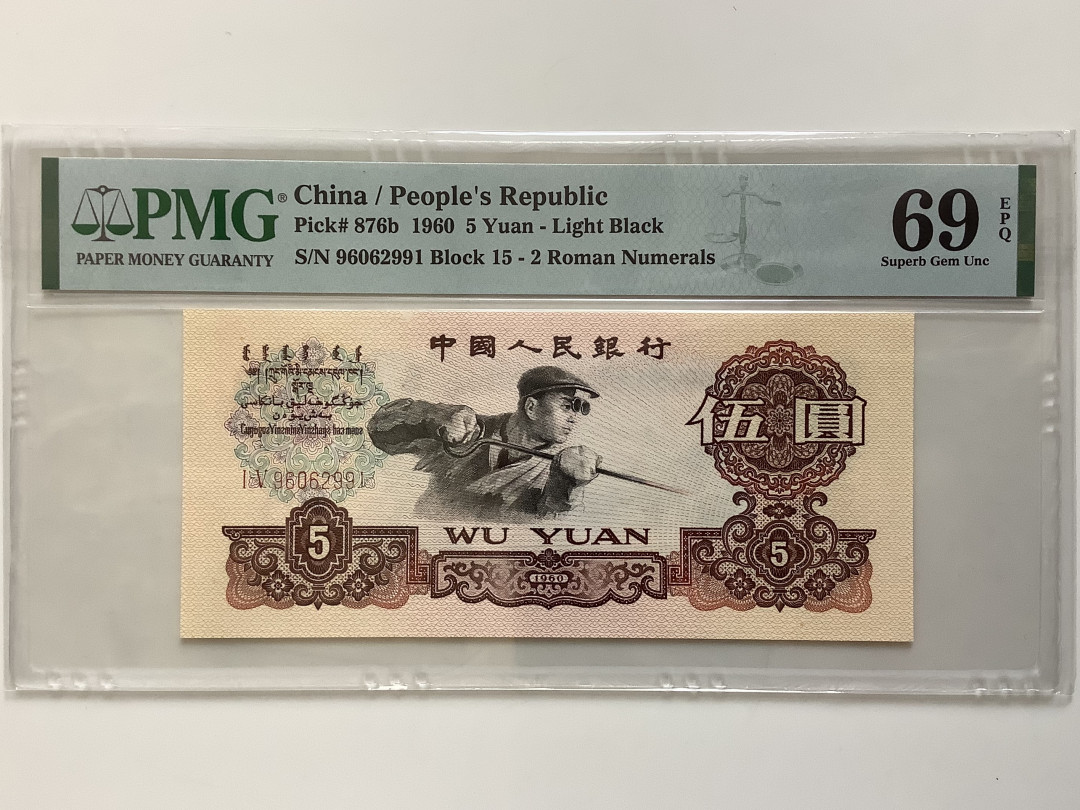 PMG®
PAPER MONEY GUARANTY
China / People's Republic
Pick# 876b 1960 5 Yuan - Light Black
S/N 96062991 Block 15 - 2 Roman Numerals
69
EPQ
Superb Gem Unc
中國人民銀行
伍圓
I V 96062991
5
WU YUAN
1960
5